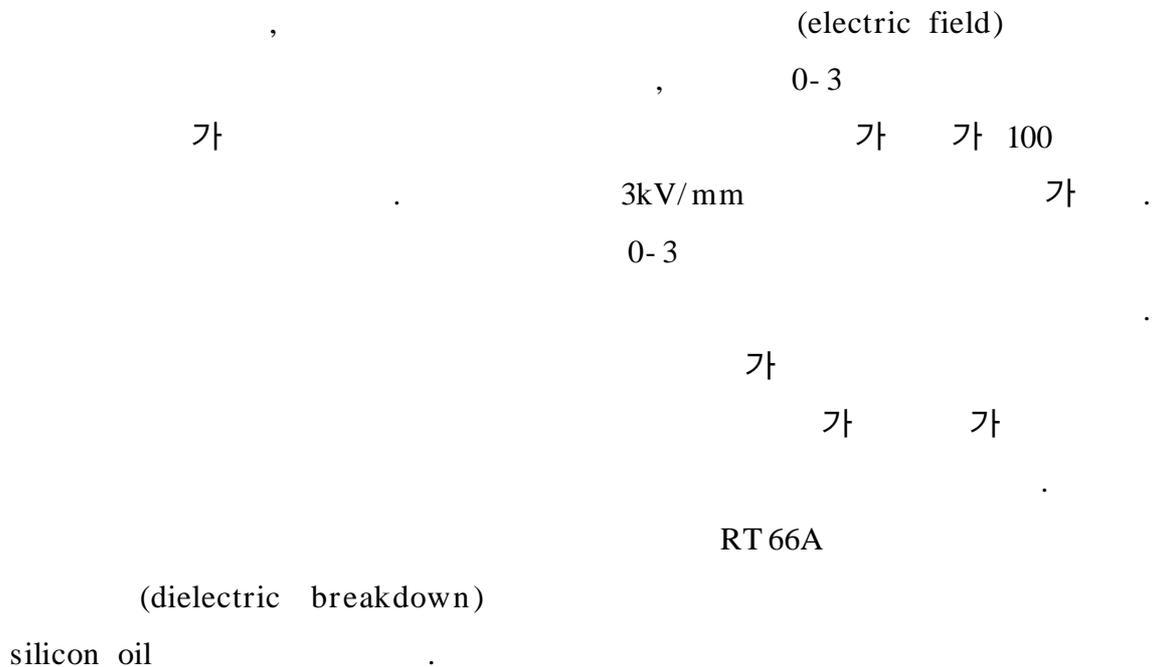 , (electric field)
, 0-3
가 가 가 100
. 3kV/mm 가 .
0-3
.
가
가 가
.
RT 66A
(dielectric breakdown)
silicon oil .